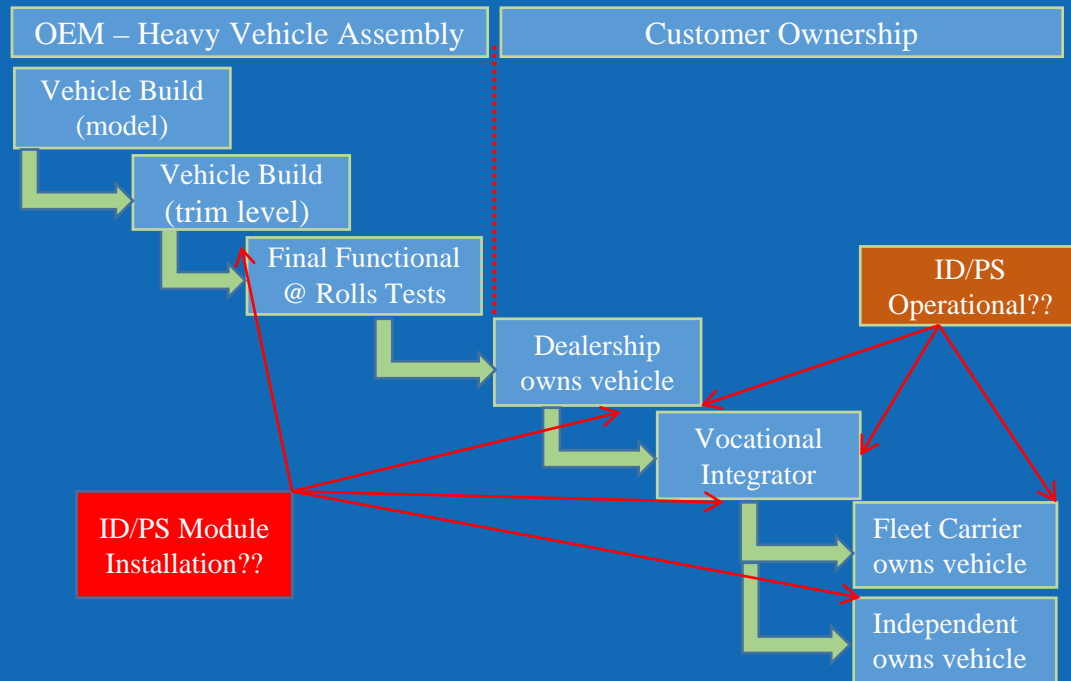 OEM – Heavy Vehicle Assembly
Customer Ownership
Vehicle Build
(model)
Vehicle Build
(trim level)
Final Functional
@ Rolls Tests
ID/PS
Operational??
Dealership
owns vehicle
Vocational
Integrator
ID/PS Module
Installation??
Fleet Carrier
owns vehicle
Independent
owns vehicle